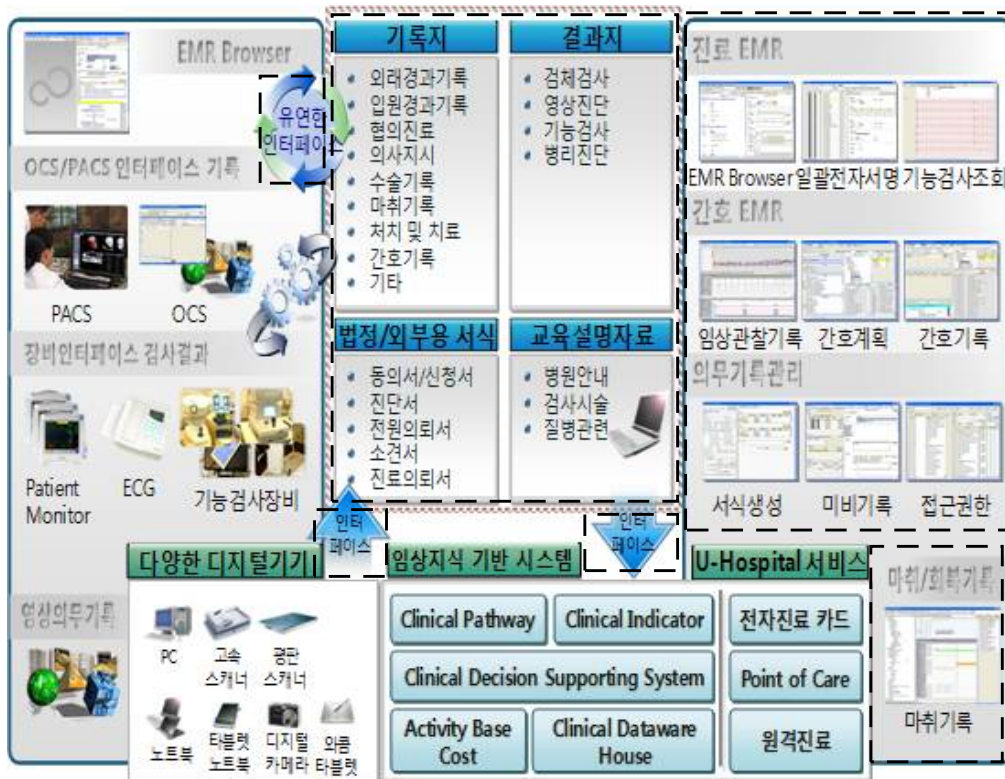 EMR Browser
유연한
인터페이스
OCS/PACS 인터페이스 기록
PACS
OCS
장비인터페이스 검사결과
Patient
Monitor
ECG
기능검사장비
영상의무기록
기록지
외래경과기록
입원경과기록
협의진료
의사지시
수술기록
마취기록
처치 및 치료
간호기록
기타
결과지
검체검사
영상진단
기능검사
병리진단
법정/외부용 서식
동의서/신청서
진단서
전원의뢰서
소견서
진료의뢰서
교육설명자료
병원안내
검사시술
질병관련
인터
페이스
인터
페이스
진료 EMR
EMR Browser
일괄전자서명
기능검사조회
간호 EMR
임상관찰기록
간호계획
간호기록
의무기록관리
서식생성
미비기록
접근권한
마취/회복기록
마취기록
다양한 디지털기기
PC
고속
스캐너
평판
스캐너
노트북
타블렛
노트북
디지털
카메라
와콤
타블렛
임상지식 기반 시스템
Clinical Pathway
Clinical Indicator
Clinical Decision Supporting System
Activity Base
Cost
Clinical Dataware
House
U-Hospital 서비스
전자진료 카드
Point of Care
원격진료